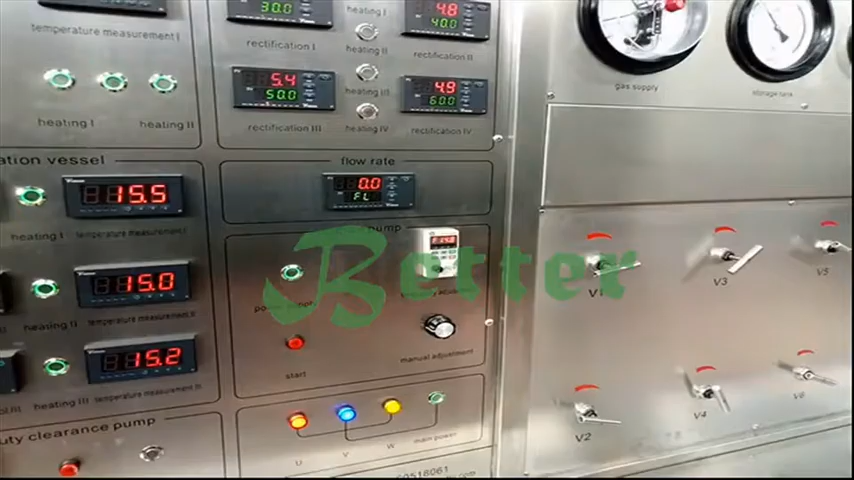 temperature measurement I
heating I
heating II
30.0
rectification I
heating I
heating II
4.8
40.0
rectification II
5.4
50.0
rectification III
heating III
heating IV
4.9
60.0
rectification IV
gas supply
storage tank
ation vessel
15.5
heating I
temperature measurement I
15.0
heating II
temperature measurement II
15.2
heating III
temperature measurement III
flow rate
0.0
FL
pump
Better
manual adjustment
start
U
V
W
main power
uty clearance pump
60518061
V1
V2
V3
V4
V5
V6